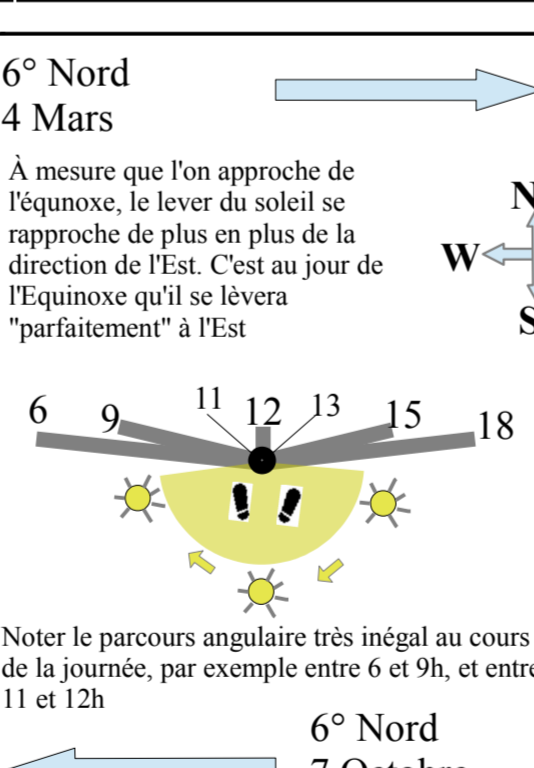 6° Nord
4 Mars
À mesure que l'on approche de
l'équnoxe, le lever du soleil se
rapproche de plus en plus de la
direction de l'Est. C'est au jour de
l'Equinoxe qu'il se lèvera
"parfaitement" à l'Est
N
W
S
6 9 11 12 13 15 18
Noter le parcours angulaire très inégal au cours
de la journée, par exemple entre 6 et 9h, et entre
11 et 12h
6° Nord
7 Octobre